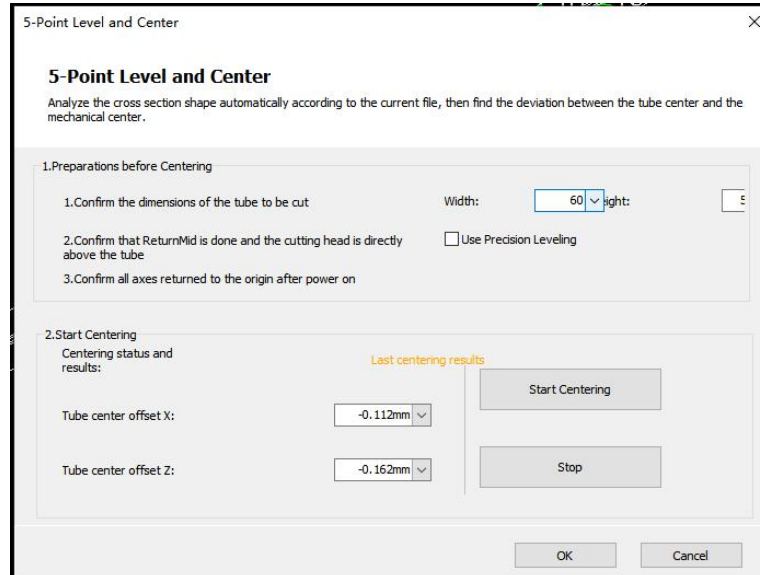 5-Point Level and Center
5-Point Level and Center
Analyze the cross section shape automatically according to the current file, then find the deviation between the tube center and the
mechanical center.
1.Preparations before Centering
1.Confirm the dimensions of the tube to be cut
Width:
60
ight:
2.Confirm that ReturnMid is done and the cutting head is directly
above the tube
Use Precision Leveling
3.Confirm all axes returned to the origin after power on
2.Start Centering
Centering status and
results:
Last centering results
Start Centering
Tube center offset X:
-0.112mm
Tube center offset Z:
-0.162mm
Stop
OK
Cancel